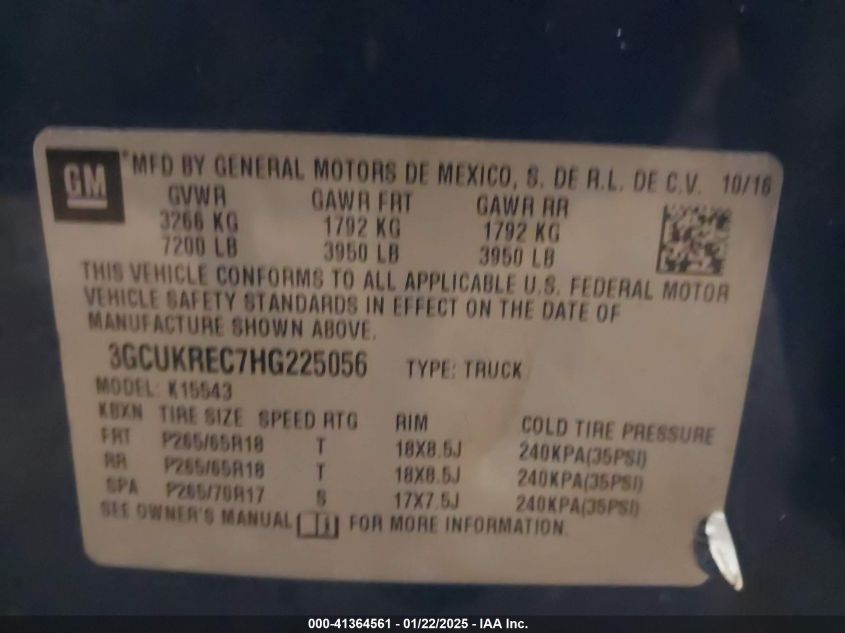 GM
*MFD BY GENERAL MOTORS DE MEXICO, S. DE R.L. DE C.V. 10/16
GVWR GAWR FRT GAWR RR
3266 KG 1792 KG 1792 KG
7200 LB 3950 LB 3950 LB
THIS VEHICLE CONFORMS TO ALL APPLICABLE U.S. FEDERAL MOTOR
VEHICLE SAFETY STANDARDS IN EFFECT ON THE DATE OF
MANUFACTURE SHOWN ABOVE.
3GCUKREC7HG225056 TYPE: TRUCK
MODEL: K15543
KBXN TIRE SIZE SPEED RTG RIM COLD TIRE PRESSURE
FRT P265/65R18 T 18X8.5J 240KPA(35PSI)
RR P265/65R18 T 18X8.5J 240KPA(35PSI)
SPA P265/70R17 S 17X7.5J 240KPA(35PSI)
SEE OWNER'S MANUAL FOR MORE INFORMATION.
000-41364561 - 01/22/2025 - IAA Inc.